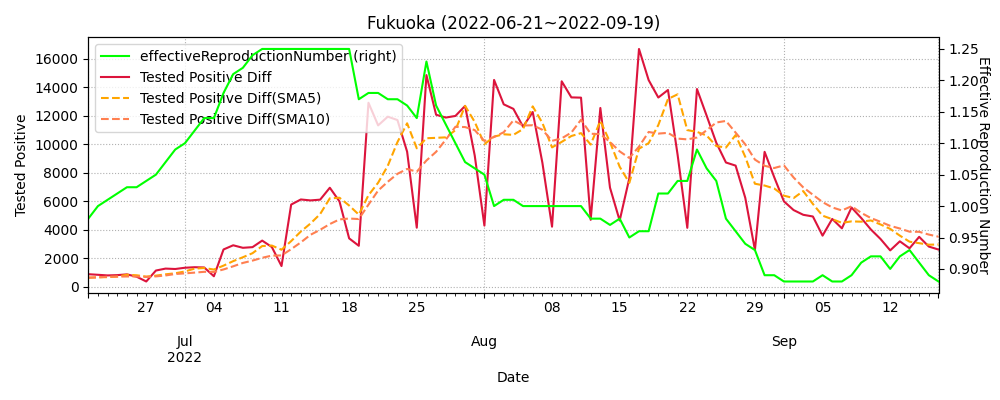 Fukuoka (2022-06-21~2022-09-19)
effectiveReproductionNumber (right)
Tested Positive Diff
Tested Positive Diff(SMA5)
Tested Positive Diff(SMA10)
Tested Positive
16000
14000
12000
10000
8000
6000
4000
2000
0
1.25
1.20
1.15
1.10
1.05
1.00
0.95
0.90
Effective Reproduction Number
27 04 11 18 25 08 15 22 29 05 12
Jul Aug Sep
2022
Date